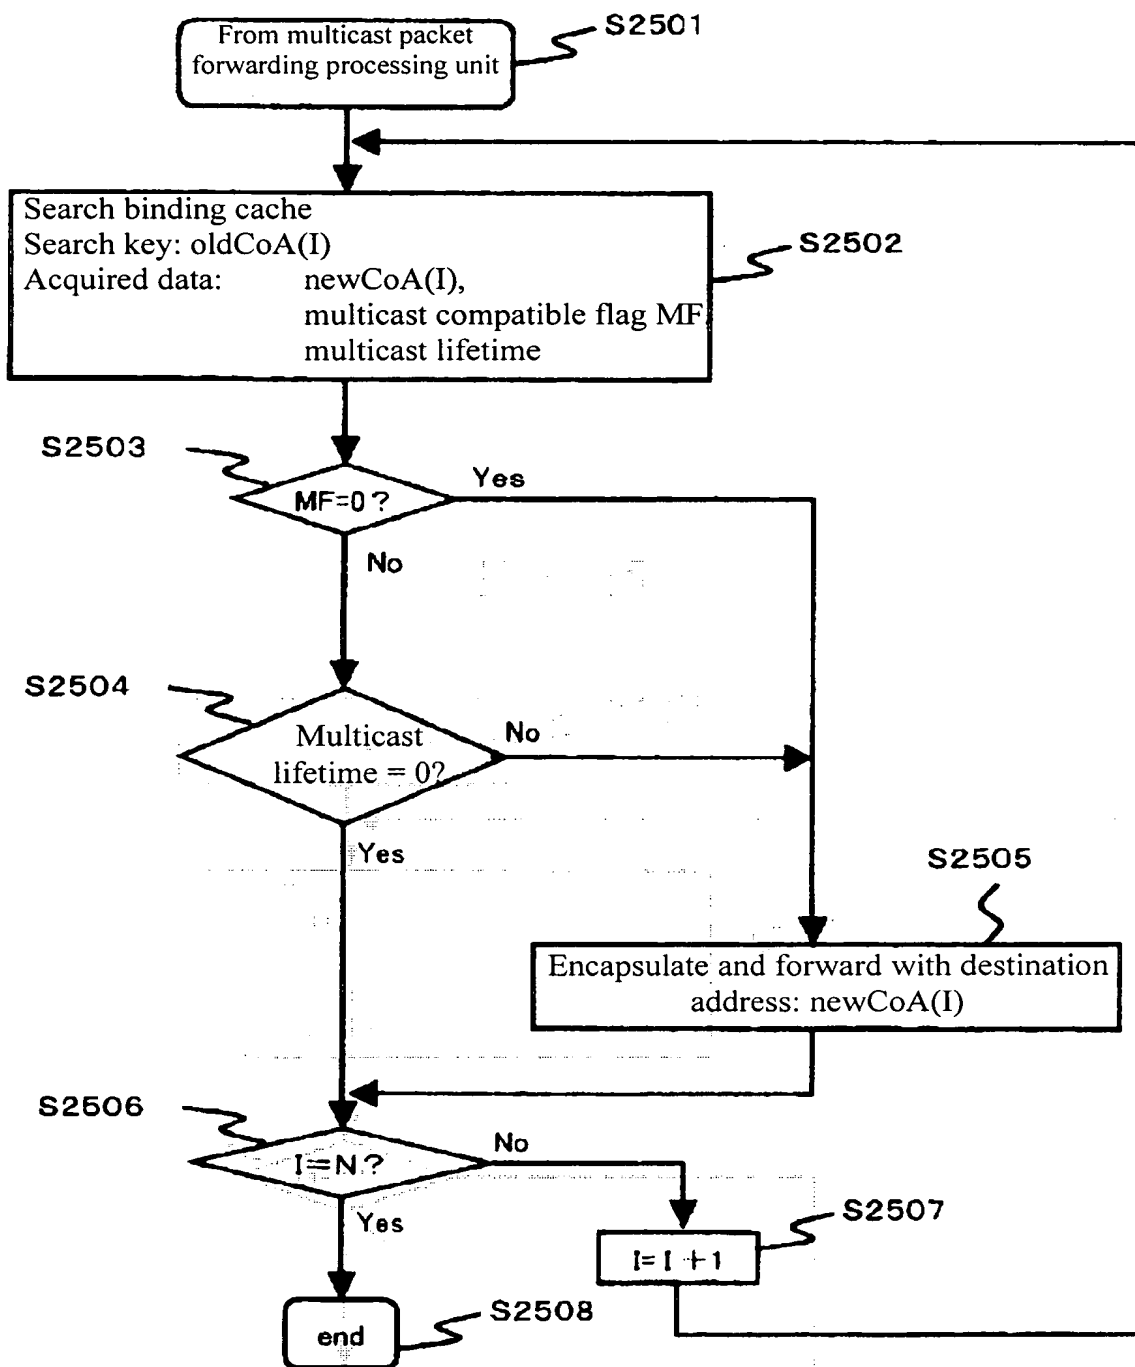 From multicast packet
forwarding processing unit
S2501
Search binding cache
Search key: oldCoA(I)
Acquired data: newCoA(I),
multicast compatible flag MF
multicast lifetime
S2502
S2503
MF=0?
Yes
No
S2504
Multicast
lifetime = 0?
No
Yes
S2505
Encapsulate and forward with destination
address: newCoA(I)
S2506
I=N?
No
Yes
S2507
I=I+1
end
S2508